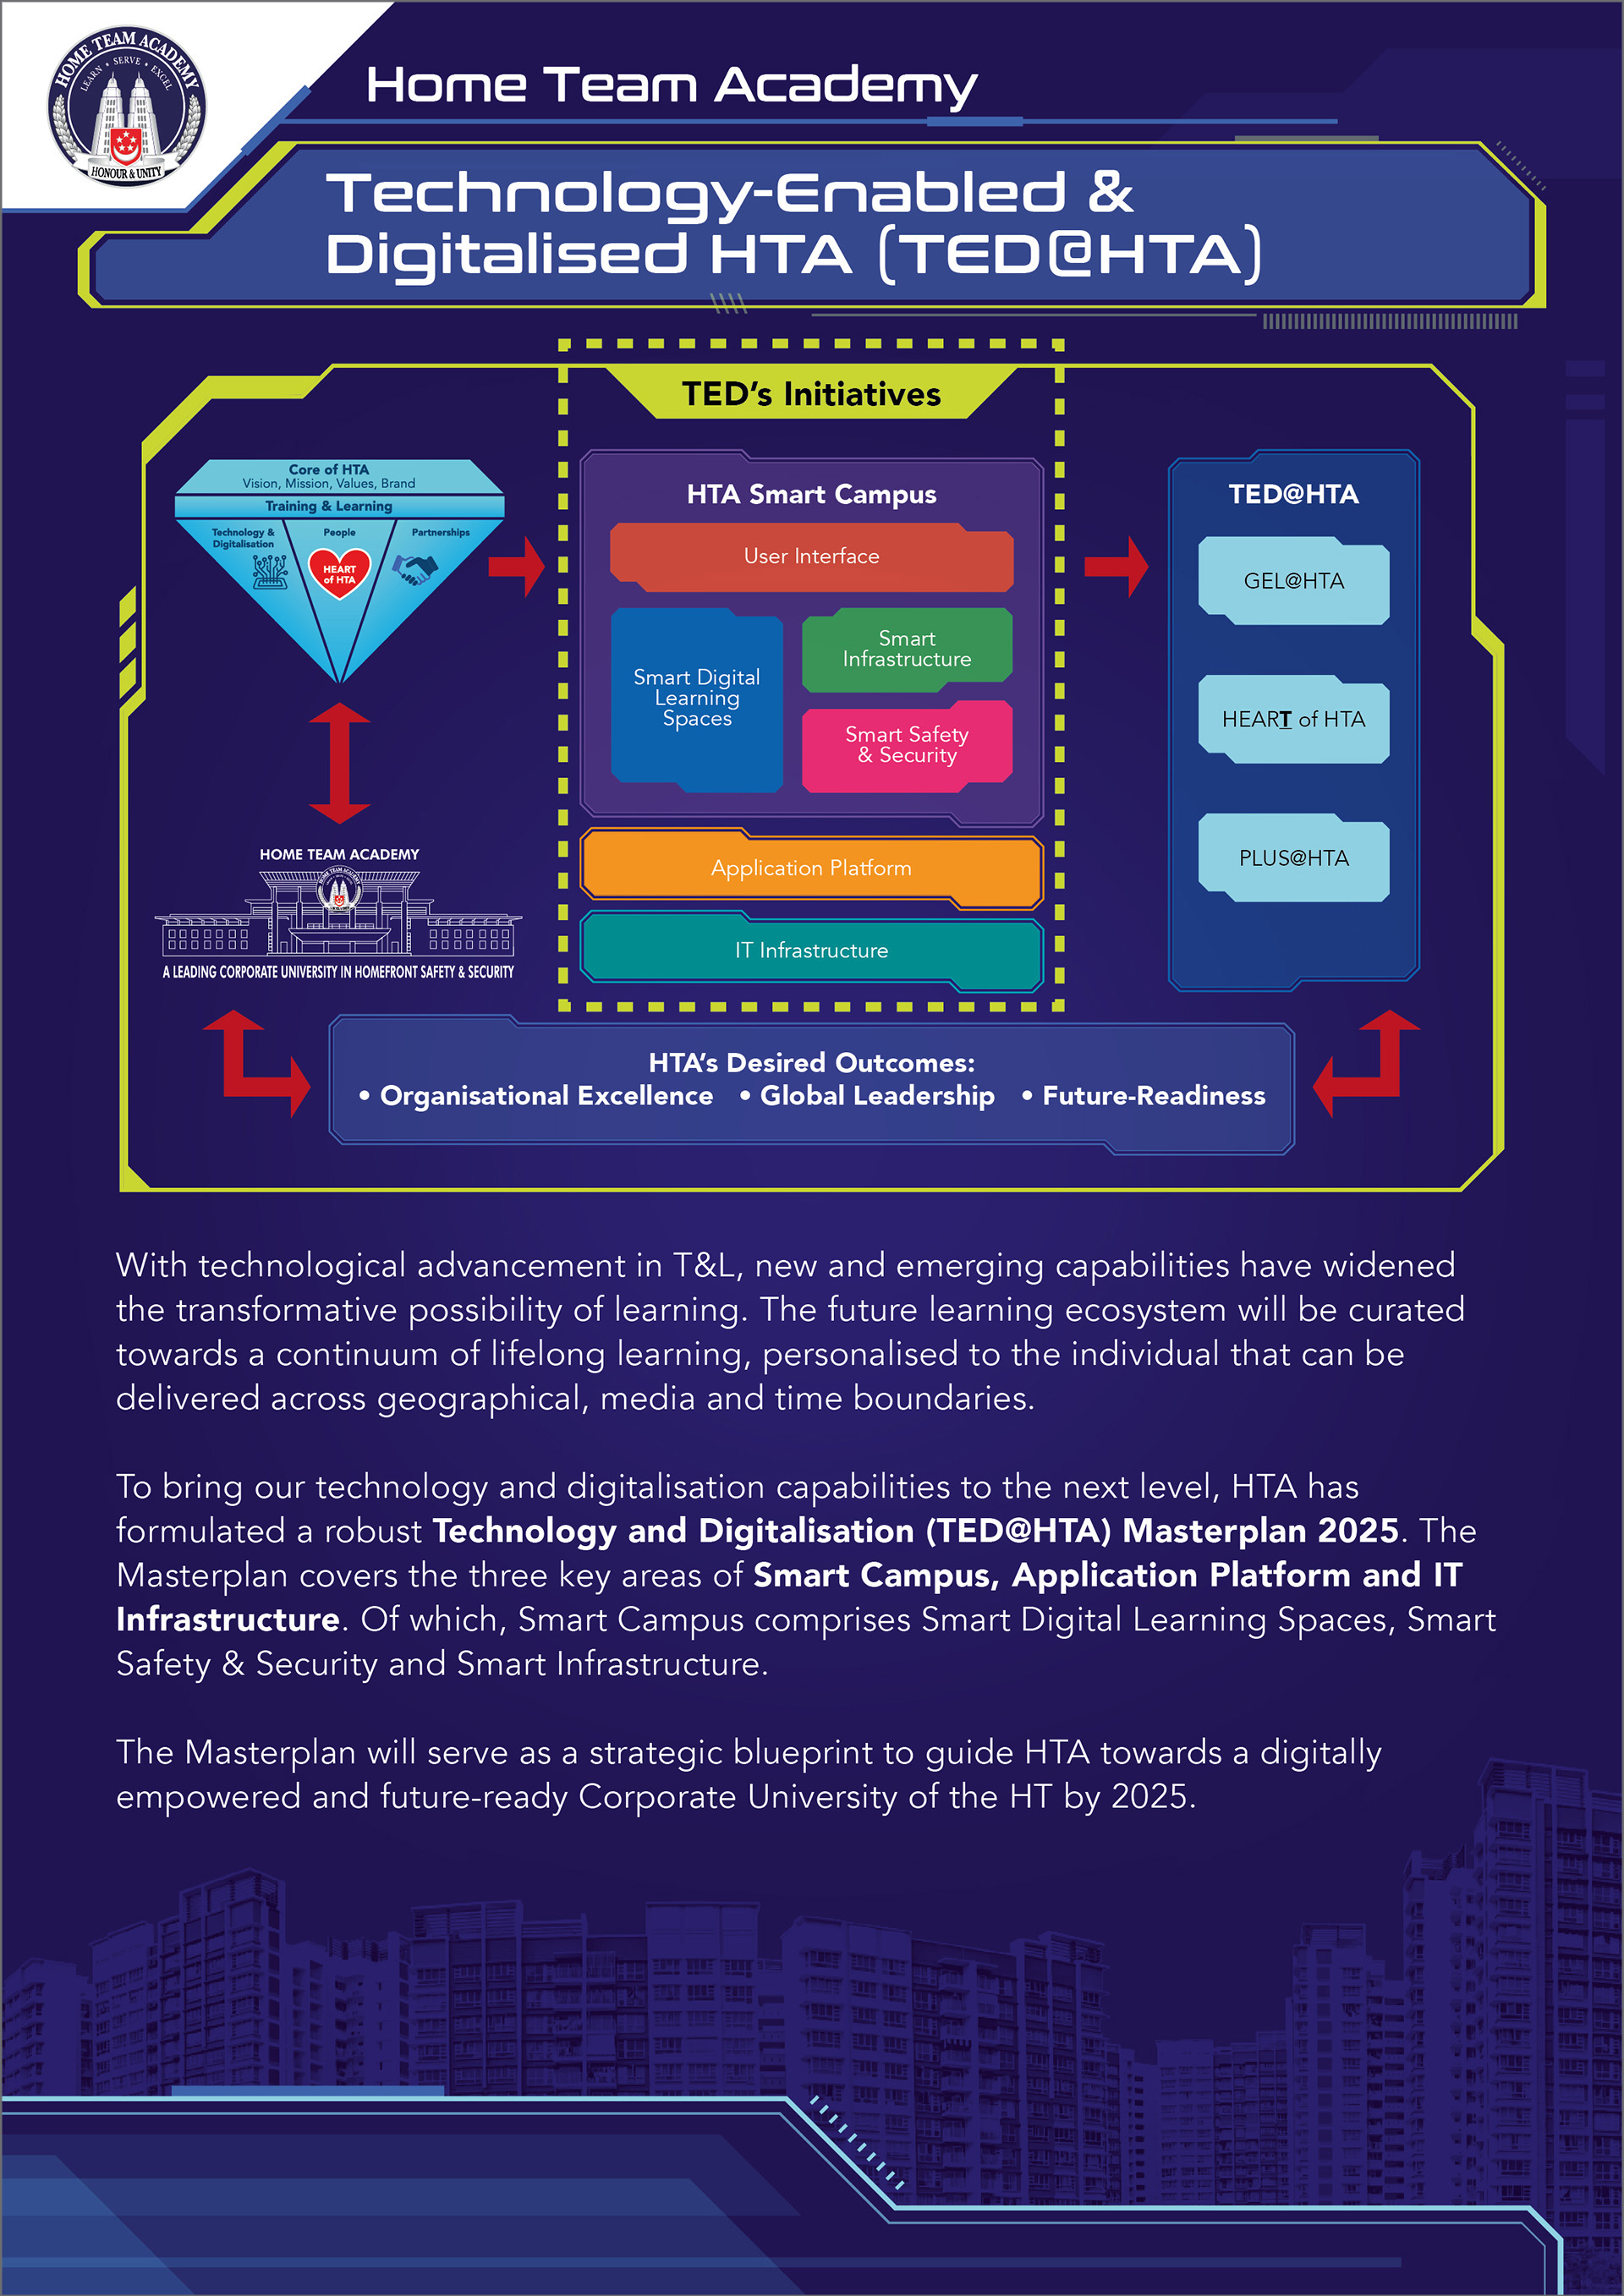 HOME TEAM ACADEMY
LEARN • SERVE • EXCEL
HONOUR & UNITY
Home Team Academy
Technology-Enabled &
Digitalised HTA (TED@HTA)
TED's Initiatives
Core of HTA
Vision, Mission, Values, Brand
Training & Learning
Technology &
Digitalisation
People
HEART
of HTA
Partnerships
HOME TEAM ACADEMY
A LEADING CORPORATE UNIVERSITY IN HOMEFRONT SAFETY & SECURITY
HTA Smart Campus
User Interface
Smart Digital
Learning
Spaces
Smart
Infrastructure
Smart Safety
& Security
Application Platform
IT Infrastructure
TED@HTA
GEL@HTA
HEART of HTA
PLUS@HTA
HTA's Desired Outcomes:
• Organisational Excellence • Global Leadership • Future-Readiness
With technological advancement in T&L, new and emerging capabilities have widened
the transformative possibility of learning. The future learning ecosystem will be curated
towards a continuum of lifelong learning, personalised to the individual that can be
delivered across geographical, media and time boundaries.
To bring our technology and digitalisation capabilities to the next level, HTA has
formulated a robust Technology and Digitalisation (TED@HTA) Masterplan 2025. The
Masterplan covers the three key areas of Smart Campus, Application Platform and IT
Infrastructure. Of which, Smart Campus comprises Smart Digital Learning Spaces, Smart
Safety & Security and Smart Infrastructure.
The Masterplan will serve as a strategic blueprint to guide HTA towards a digitally
empowered and future-ready Corporate University of the HT by 2025.